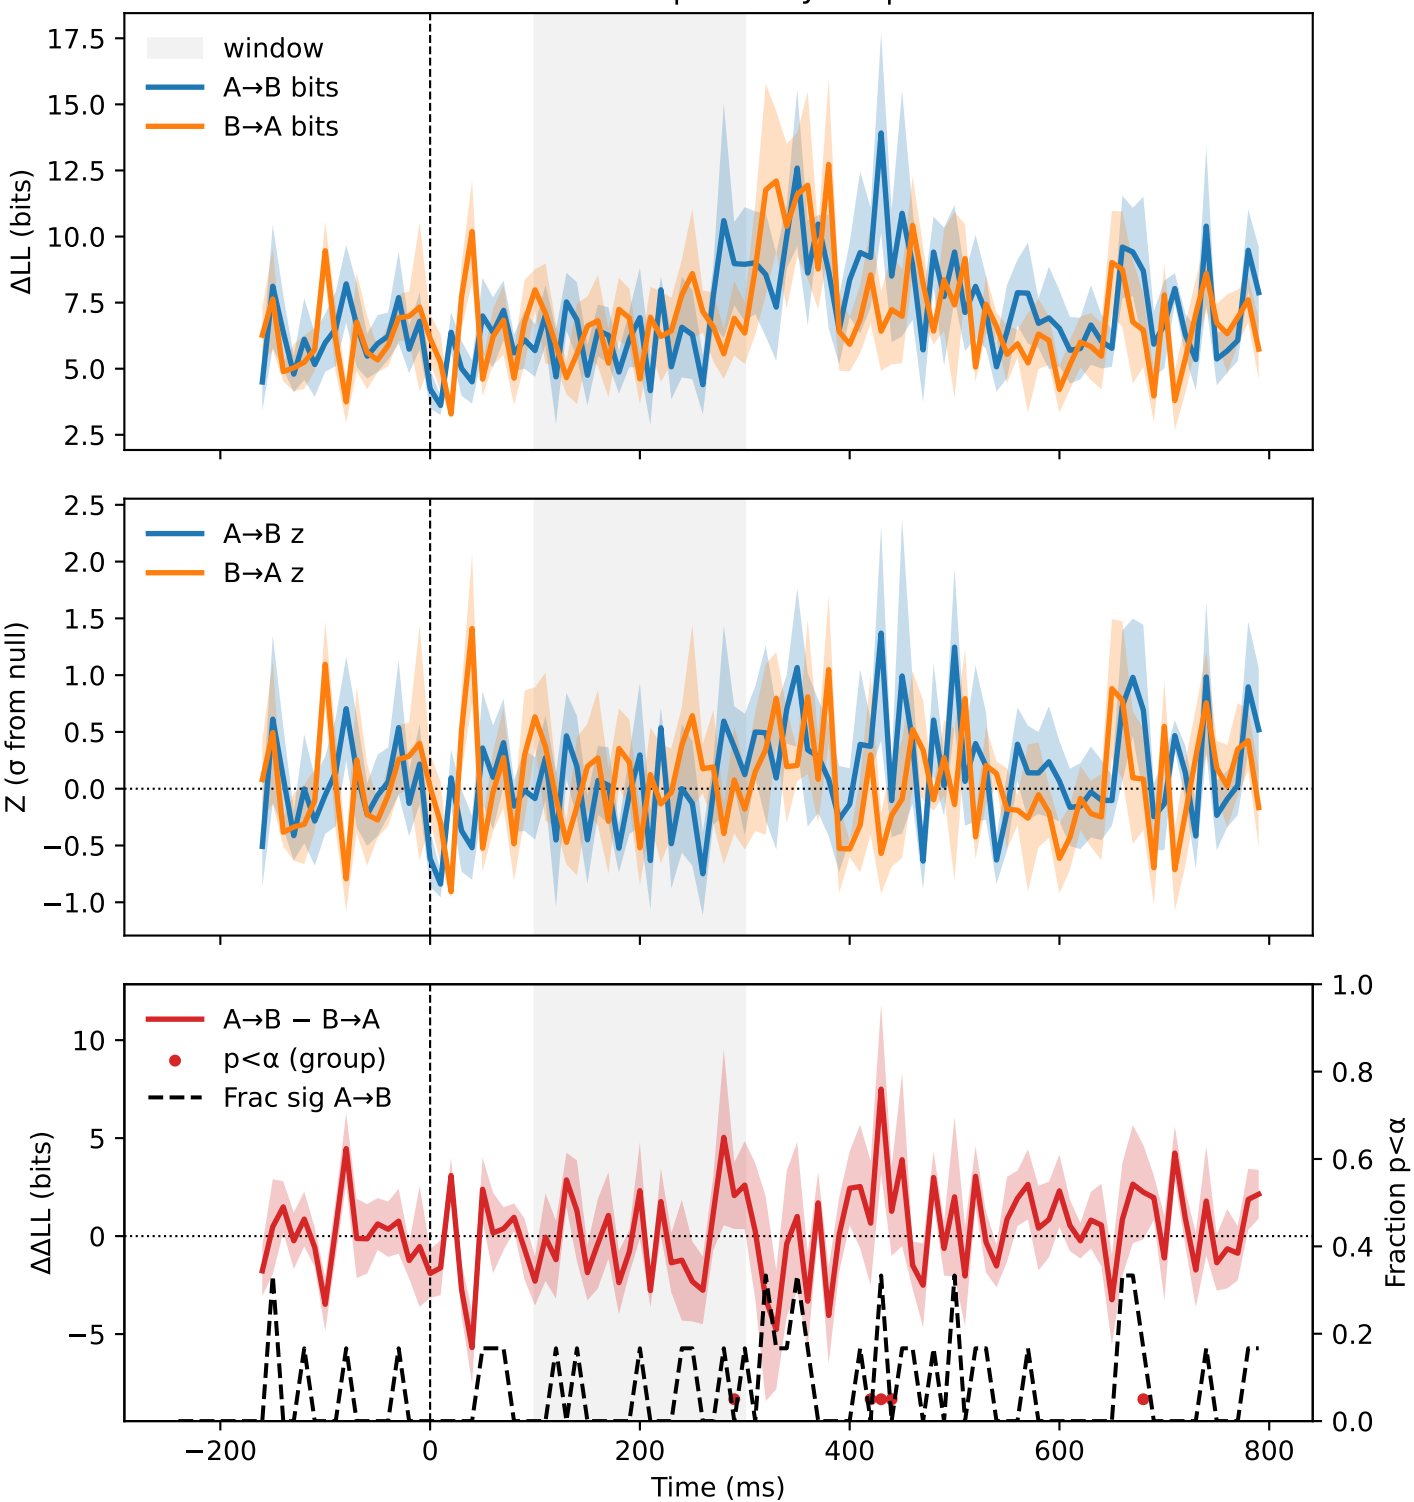 17.5
15.0
12.5
10.0
7.5
5.0
2.5
ΔLL (bits)
window
A→B bits
B→A bits
2.5
2.0
1.5
1.0
0.5
0.0
−0.5
−1.0
Z (σ from null)
A→B z
B→A z
10
5
0
−5
ΔΔLL (bits)
A→B − B→A
p<α (group)
Frac sig A→B
1.0
0.8
0.6
0.4
0.2
0.0
Fraction p<α
−200 0 200 400 600 800
Time (ms)